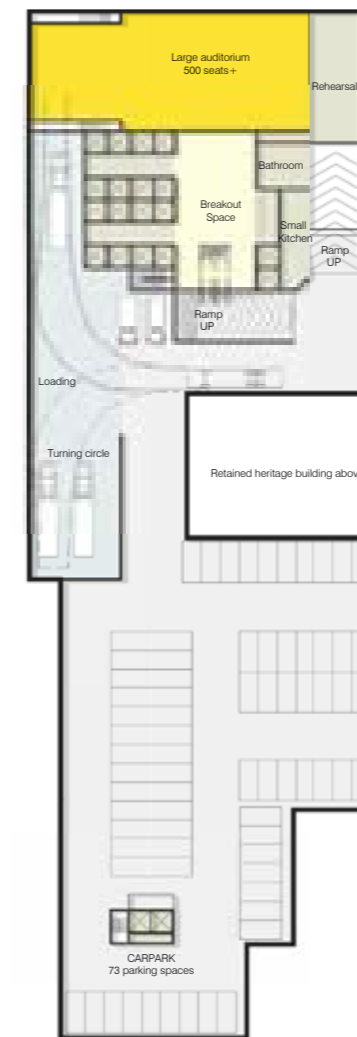 Large auditorium
500 seats+
Rehearsal
Bathroom
Breakout
Space
Small
Kitchen
Ramp
UP
Ramp
UP
Loading
Turning circle
Retained heritage building above
CARPARK
73 parking spaces